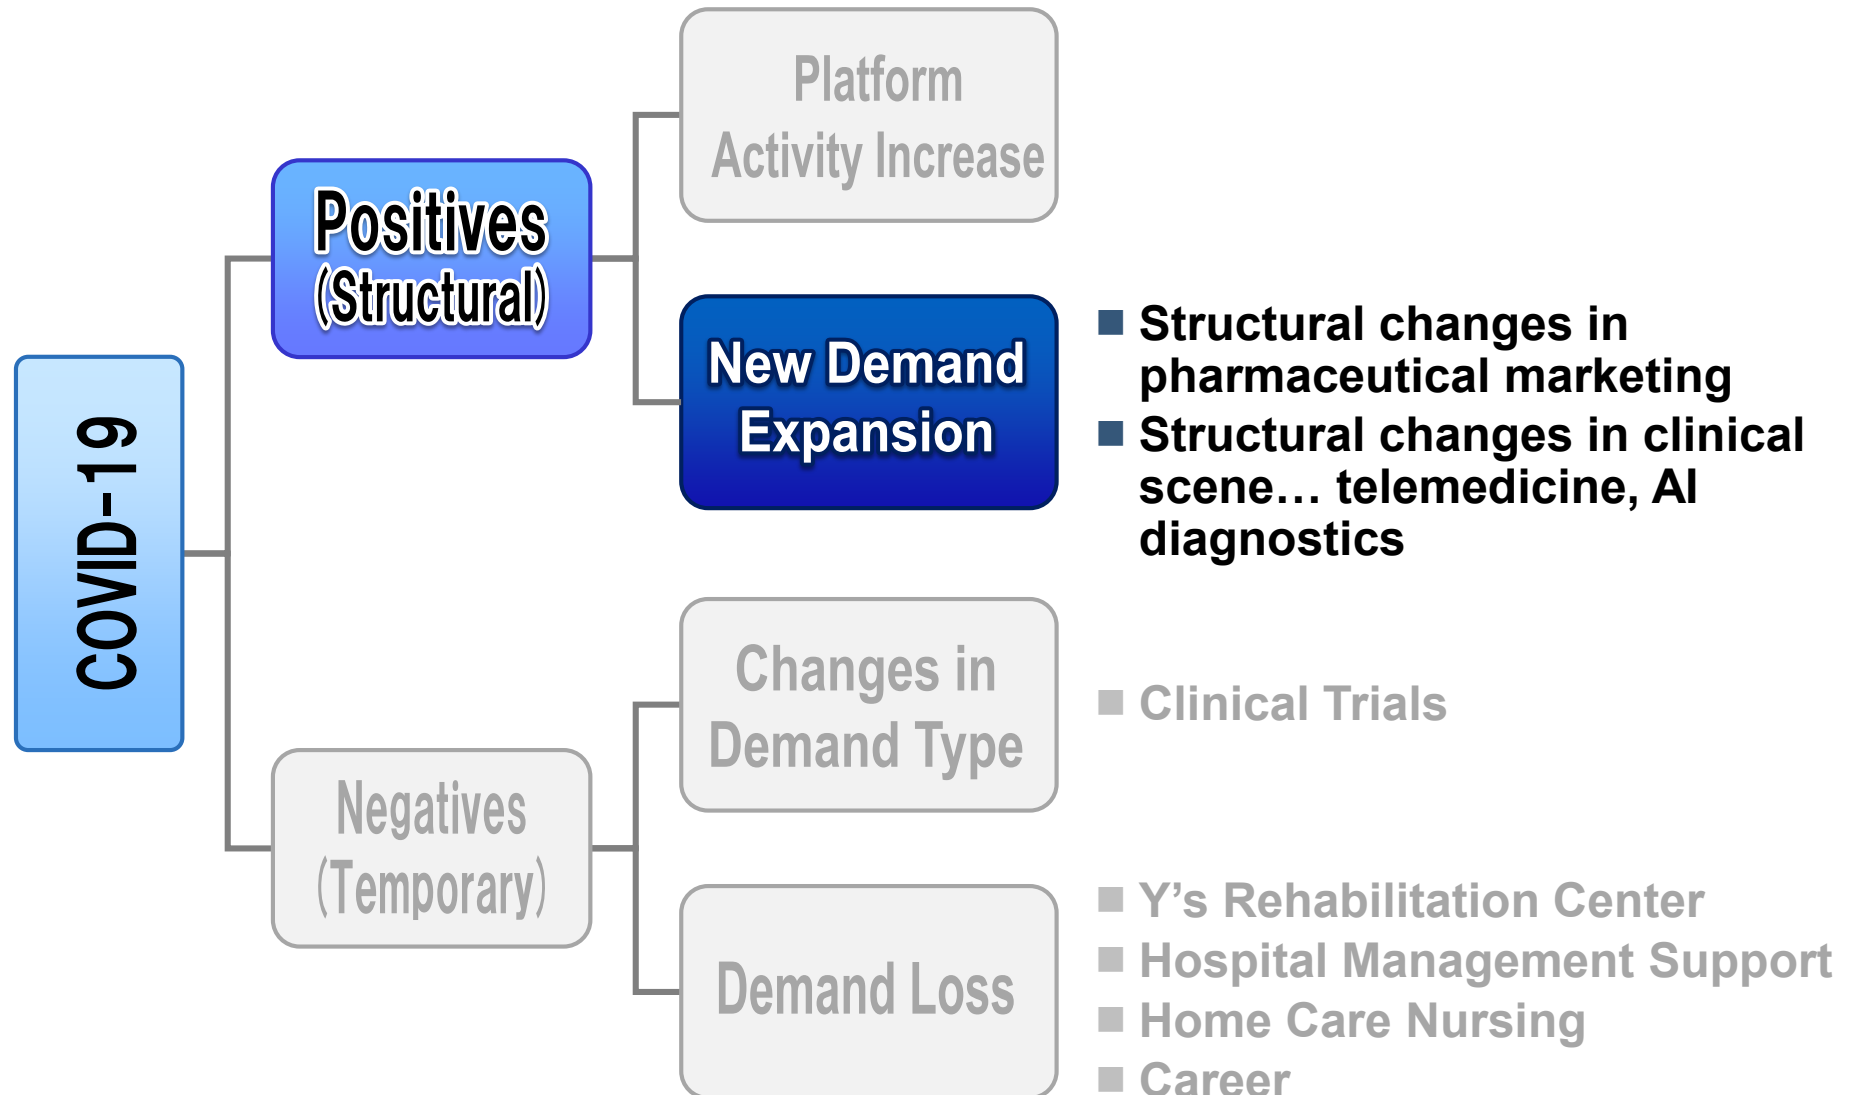 COVID-19
Positives
(Structural)
Platform
Activity Increase
New Demand
Expansion
■ Structural changes in
pharmaceutical marketing
■ Structural changes in clinical
scene… telemedicine, AI
diagnostics
Negatives
(Temporary)
Changes in
Demand Type
■ Clinical Trials
Demand Loss
■ Y’s Rehabilitation Center
■ Hospital Management Support
■ Home Care Nursing
■ Career